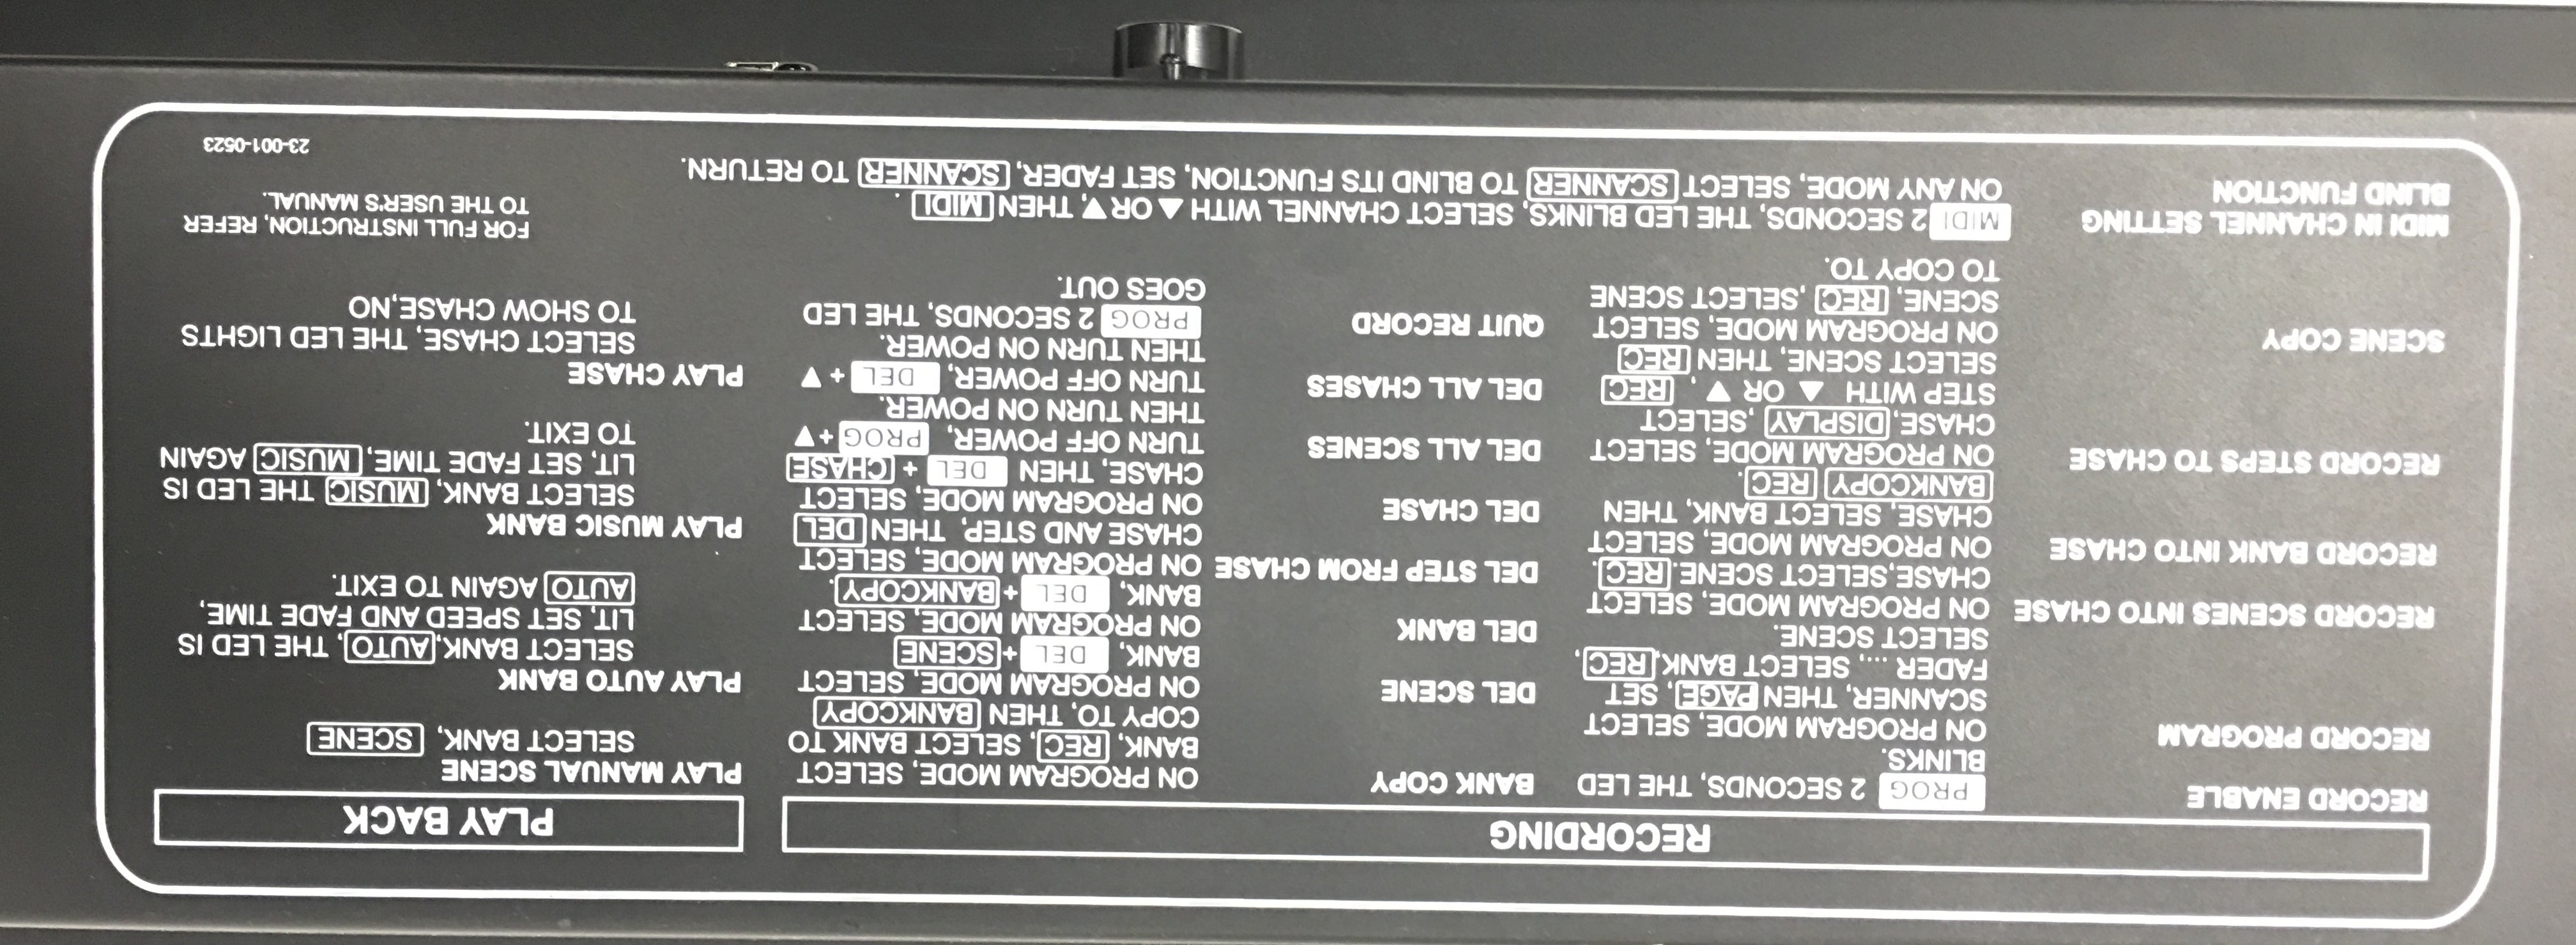 RECORDING
RECORD ENABLE
PROG 2 SECONDS, THE LED
BLINKS.
RECORD PROGRAM
ON PROGRAM MODE, SELECT
SCANNER, THEN PAGE, SET
FADER ..., SELECT BANK, REC,
SELECT SCENE.
RECORD SCENES INTO CHASE
ON PROGRAM MODE, SELECT
CHASE,SELECT SCENE. REC.
RECORD BANK INTO CHASE
ON PROGRAM MODE, SELECT
CHASE, SELECT BANK, THEN
BANKCOPY REC.
RECORD STEPS TO CHASE
ON PROGRAM MODE, SELECT
CHASE, DISPLAY ,SELECT
STEP WITH ▼ OR ▼ , REC
SELECT SCENE, THEN REC
SCENE COPY
ON PROGRAM MODE, SELECT
SCENE, REC ,SELECT SCENE
TO COPY TO.
BANK COPY
ON PROGRAM MODE, SELECT
BANK, REC, SELECT BANK TO
COPY TO, THEN BANKCOPY
DEL SCENE
ON PROGRAM MODE, SELECT
BANK, DEL + SCENE
DEL BANK
ON PROGRAM MODE, SELECT
BANK, DEL + BANKCOPY.
DEL STEP FROM CHASE
ON PROGRAM MODE, SELECT
CHASE AND STEP, THEN DEL
DEL CHASE
ON PROGRAM MODE, SELECT
CHASE, THEN DEL + CHASE
DEL ALL SCENES
TURN OFF POWER, PROG + ▲
THEN TURN ON POWER.
DEL ALL CHASES
TURN OFF POWER, DEL + ▼
THEN TURN ON POWER.
QUIT RECORD
PROG 2 SECONDS, THE LED
GOES OUT.
MIDI IN CHANNEL SETTING
MIDI 2 SECONDS, THE LED BLINKS, SELECT CHANNEL WITH ▼ OR ▲, THEN MIDI .
BLIND FUNCTION
ON ANY MODE, SELECT SCANNER TO BLIND ITS FUNCTION, SET FADER, SCANNER TO RETURN.
PLAY BACK
PLAY MANUAL SCENE
SELECT BANK, SCENE
PLAY AUTO BANK
SELECT BANK, AUTO, THE LED IS
LIT, SET SPEED AND FADE TIME,
AUTO AGAIN TO EXIT.
PLAY MUSIC BANK
SELECT BANK, MUSIC THE LED IS
LIT, SET FADE TIME, MUSIC AGAIN
TO EXIT.
PLAY CHASE
SELECT CHASE, THE LED LIGHTS
TO SHOW CHASE,NO
FOR FULL INSTRUCTION, REFER
TO THE USER'S MANUAL.
23-001-0523